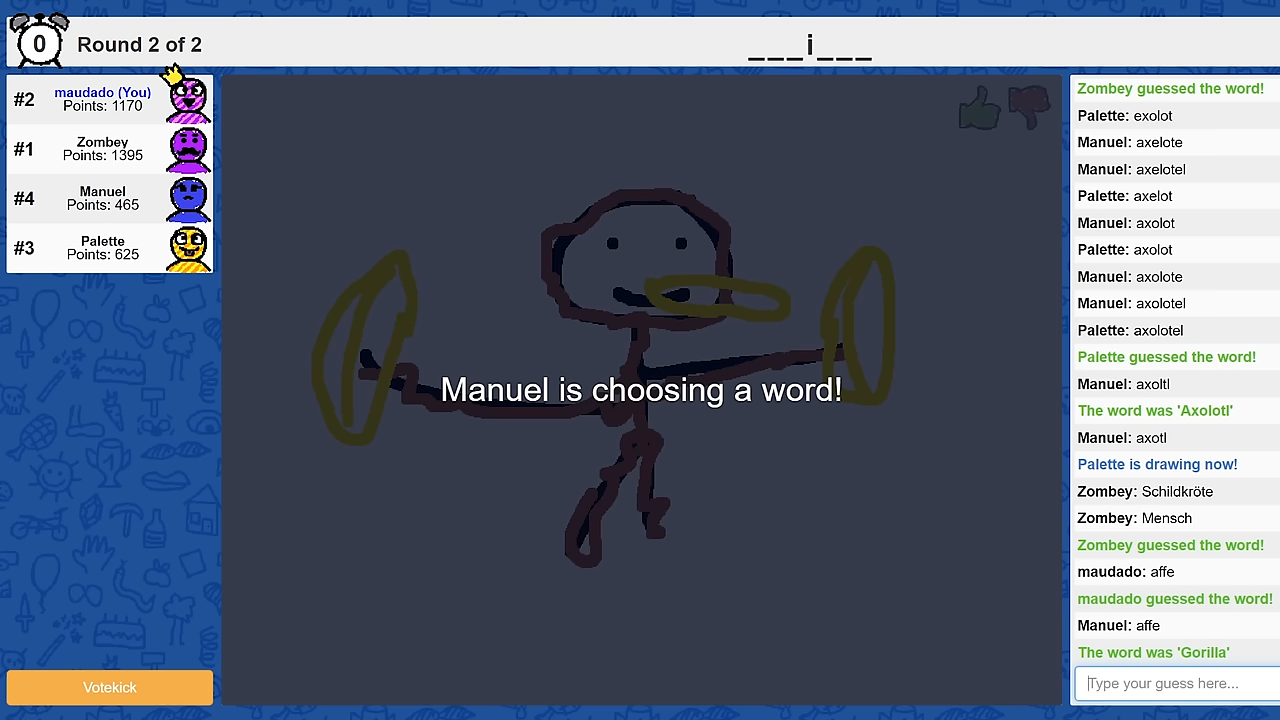 0
Round 2 of 2
___i___
#2
maudado (You)
Points: 1170
#1
Zombey
Points: 1395
#4
Manuel
Points: 465
#3
Palette
Points: 625
Manuel is choosing a word!
Zombey guessed the word!
Palette: exolot
Manuel: axelote
Manuel: axelotel
Palette: axelot
Manuel: axolot
Palette: axolot
Manuel: axolote
Manuel: axolotel
Palette: axolotel
Palette guessed the word!
Manuel: axoltl
The word was 'Axolotl'
Manuel: axotl
Palette is drawing now!
Zombey: Schildkröte
Zombey: Mensch
Zombey guessed the word!
maudado: affe
maudado guessed the word!
Manuel: affe
The word was 'Gorilla'
Type your guess here...
Votekick